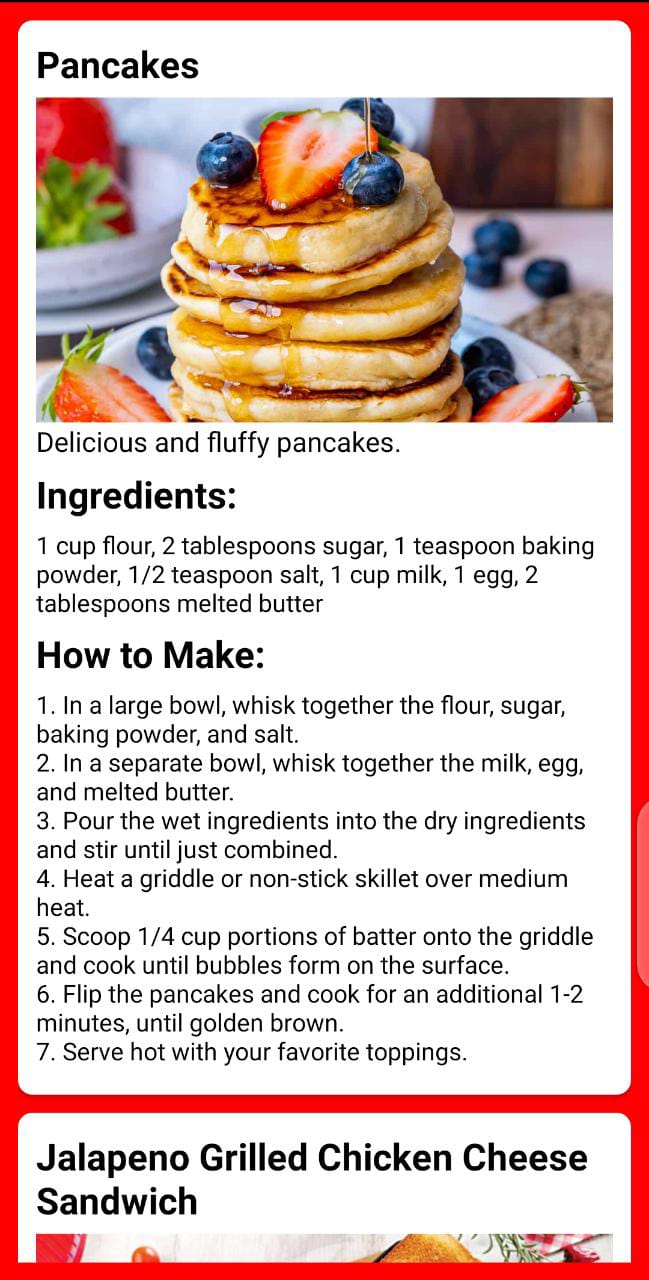 Pancakes
Delicious and fluffy pancakes.
Ingredients:
1 cup flour, 2 tablespoons sugar, 1 teaspoon baking
powder, 1/2 teaspoon salt, 1 cup milk, 1 egg, 2
tablespoons melted butter
How to Make:
1. In a large bowl, whisk together the flour, sugar,
baking powder, and salt.
2. In a separate bowl, whisk together the milk, egg,
and melted butter.
3. Pour the wet ingredients into the dry ingredients
and stir until just combined.
4. Heat a griddle or non-stick skillet over medium
heat.
5. Scoop 1/4 cup portions of batter onto the griddle
and cook until bubbles form on the surface.
6. Flip the pancakes and cook for an additional 1-2
minutes, until golden brown.
7. Serve hot with your favorite toppings.
Jalapeno Grilled Chicken Cheese
Sandwich